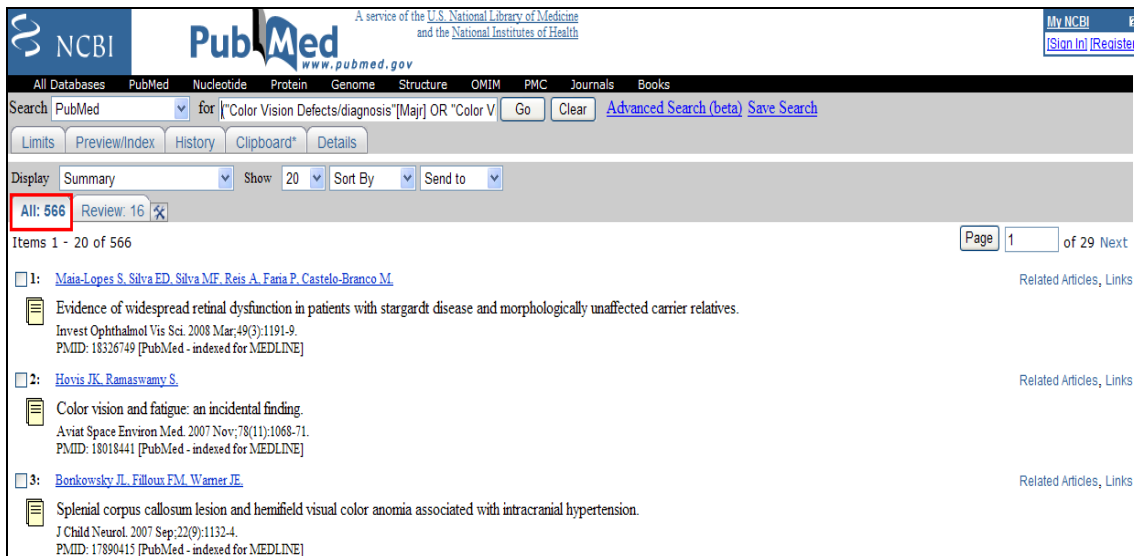 NCBI
PubMed
www.pubmed.gov
A service of the U.S. National Library of Medicine
and the National Institutes of Health
My NCBI
[Sign In] [Register
All Databases PubMed Nucleotide Protein Genome Structure OMIM PMC Journals Books
Search PubMed for ("Color Vision Defects/diagnosis"[Majr] OR "Color V Go Clear Advanced Search (beta) Save Search
Limits Preview/Index History Clipboard* Details
Display Summary Show 20 Sort By Send to
All: 566 Review: 16
Items 1 - 20 of 566 Page 1 of 29 Next
1: Maia-Lopes S, Silva ED, Silva MF, Reis A, Faria P, Castelo-Branco M. Related Articles, Links
Evidence of widespread retinal dysfunction in patients with stargardt disease and morphologically unaffected carrier relatives.
Invest Ophthalmol Vis Sci. 2008 Mar;49(3):1191-9.
PMID: 18326749 [PubMed - indexed for MEDLINE]
2: Hovis JK, Ramaswamy S. Related Articles, Links
Color vision and fatigue: an incidental finding.
Aviat Space Environ Med. 2007 Nov;78(11):1068-71.
PMID: 18018441 [PubMed - indexed for MEDLINE]
3: Bonkowsky JL, Filloux FM, Warner JE. Related Articles, Links
Splenial corpus callosum lesion and hemifield visual color anomia associated with intracranial hypertension.
J Child Neurol. 2007 Sep;22(9):1132-4.
PMID: 17890415 [PubMed - indexed for MEDLINE]